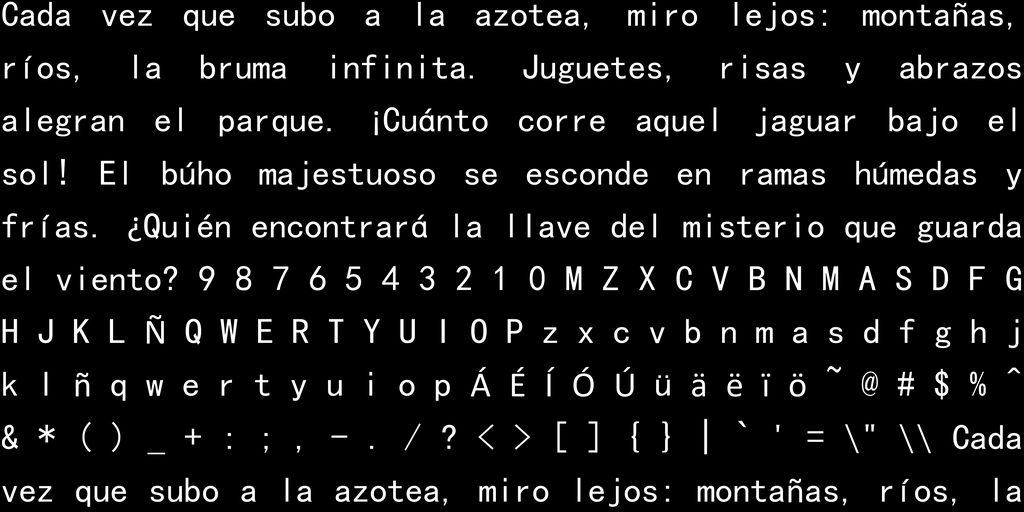 Cada vez que subo a la azotea, miro lejos: montañas,
ríos, la bruma infinita. Juguetes, risas y abrazos
alegran el parque. ¡Cuánto corre aquel jaguar bajo el
sol! El búho majestuoso se esconde en ramas húmedas y
frías. ¿Quién encontrará la llave del misterio que guarda
el viento? 9 8 7 6 5 4 3 2 1 0 M Z X C V B N M A S D F G
H J K L Ñ Q W E R T Y U I O P z x c v b n m a s d f g h j
k l ñ q w e r t y u i o p Á É Í Ó Ú ü ä ë ï ö ~ @ # $ % ^
& * ( ) _ + : ; , - . / ? < > [ ] { } | ` ' = \" \\ Cada
vez que subo a la azotea, miro lejos: montañas, ríos, la